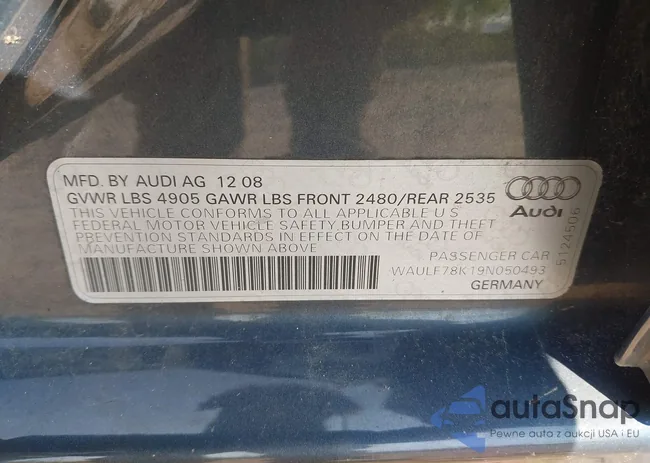 MFD. BY AUDI AG 12 08
GVWR LBS 4905 GAWR LBS FRONT 2480/REAR 2535
THIS VEHICLE CONFORMS TO ALL APPLICABLE U S
FEDERAL MOTOR VEHICLE SAFETY,BUMPER AND THEFT
PREVENTION STANDARDS IN EFFECT ON THE DATE OF
MANUFACTURE SHOWN ABOVE
Audi
PASSENGER CAR
WAULF78K19N050493
GERMANY
5124506
autaSnap
Pewne auta z aukcji USA i EU